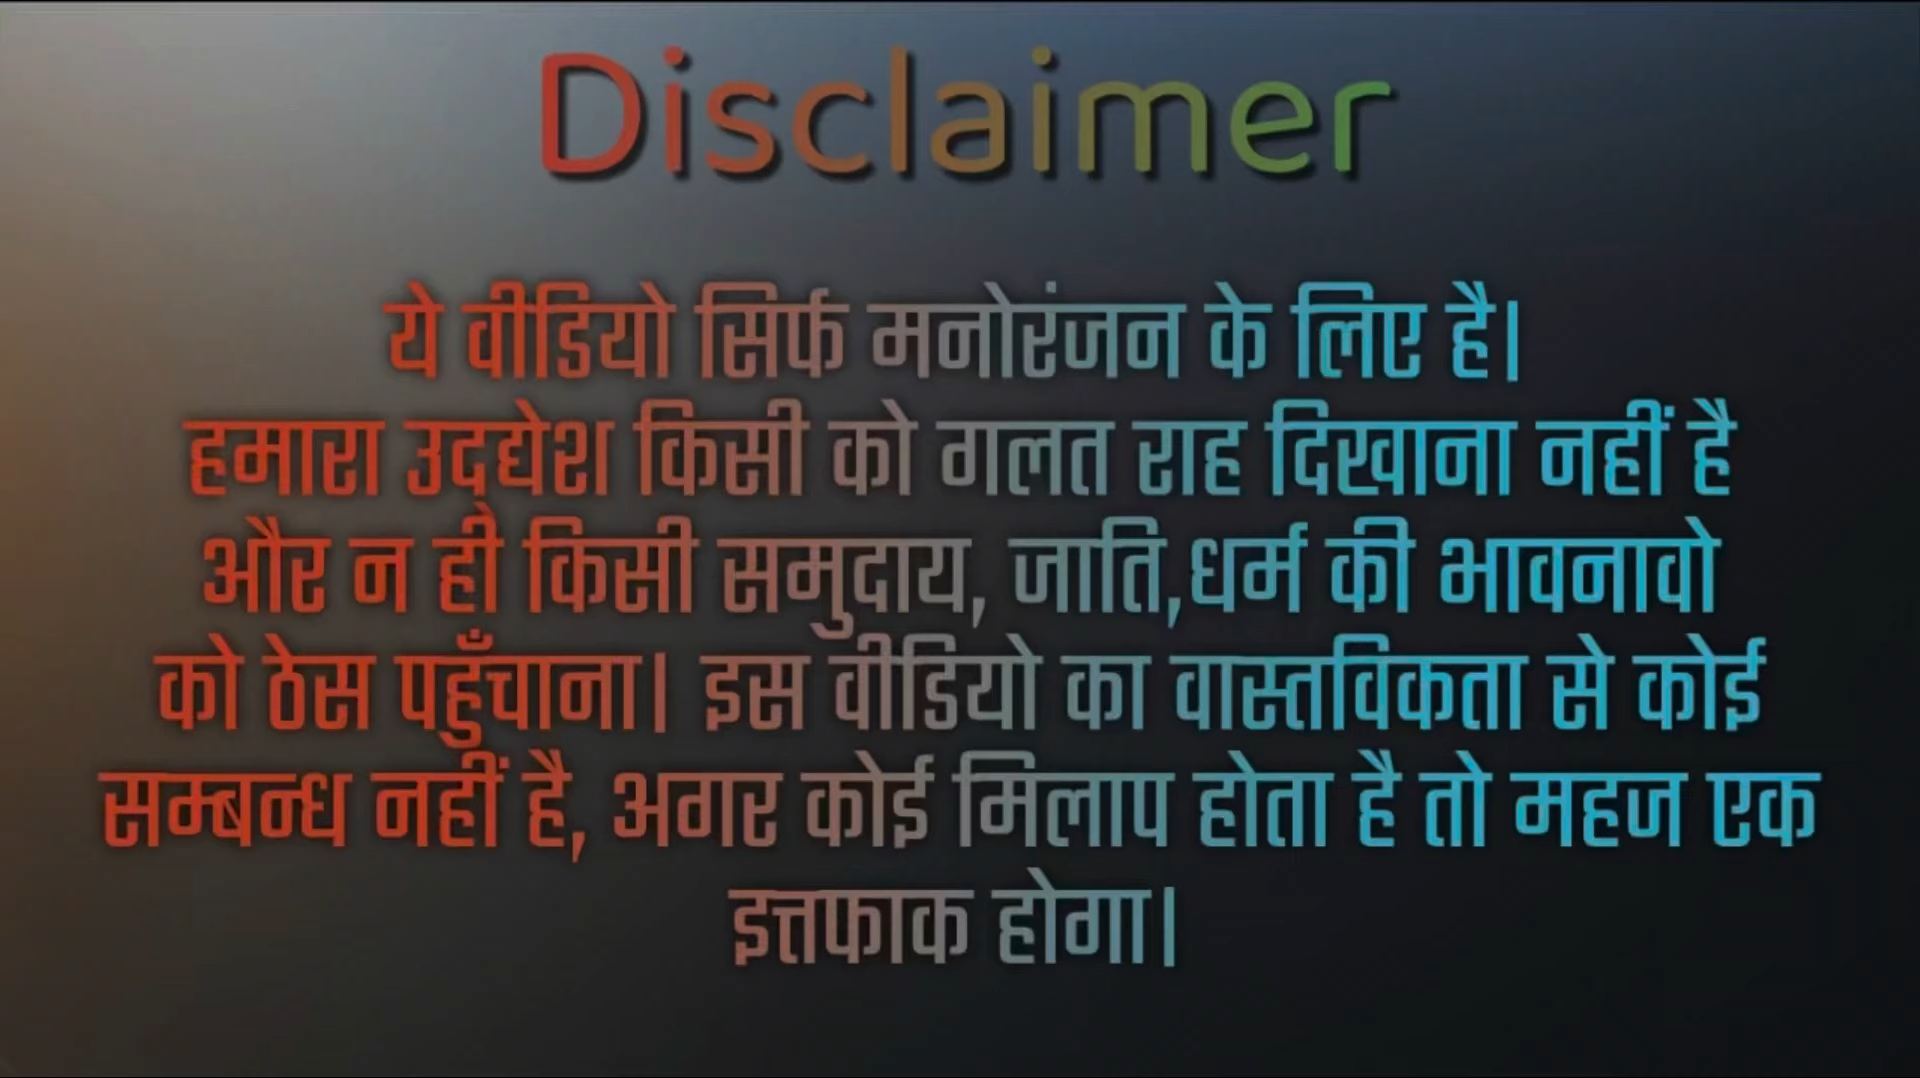 Disclaimer
ये वीडियो सिर्फ मनोरंजन के लिए है।
हमारा उद्द्येश किसी को गलत राह दिखाना नहीं है
और न ही किसी समुदाय, जाति,धर्म की भावनावो
को ठेस पहुँचाना। इस वीडियो का वास्तविकता से कोई
सम्बन्ध नहीं है, अगर कोई मिलाप होता है तो महज एक
इत्तफाक होगा।